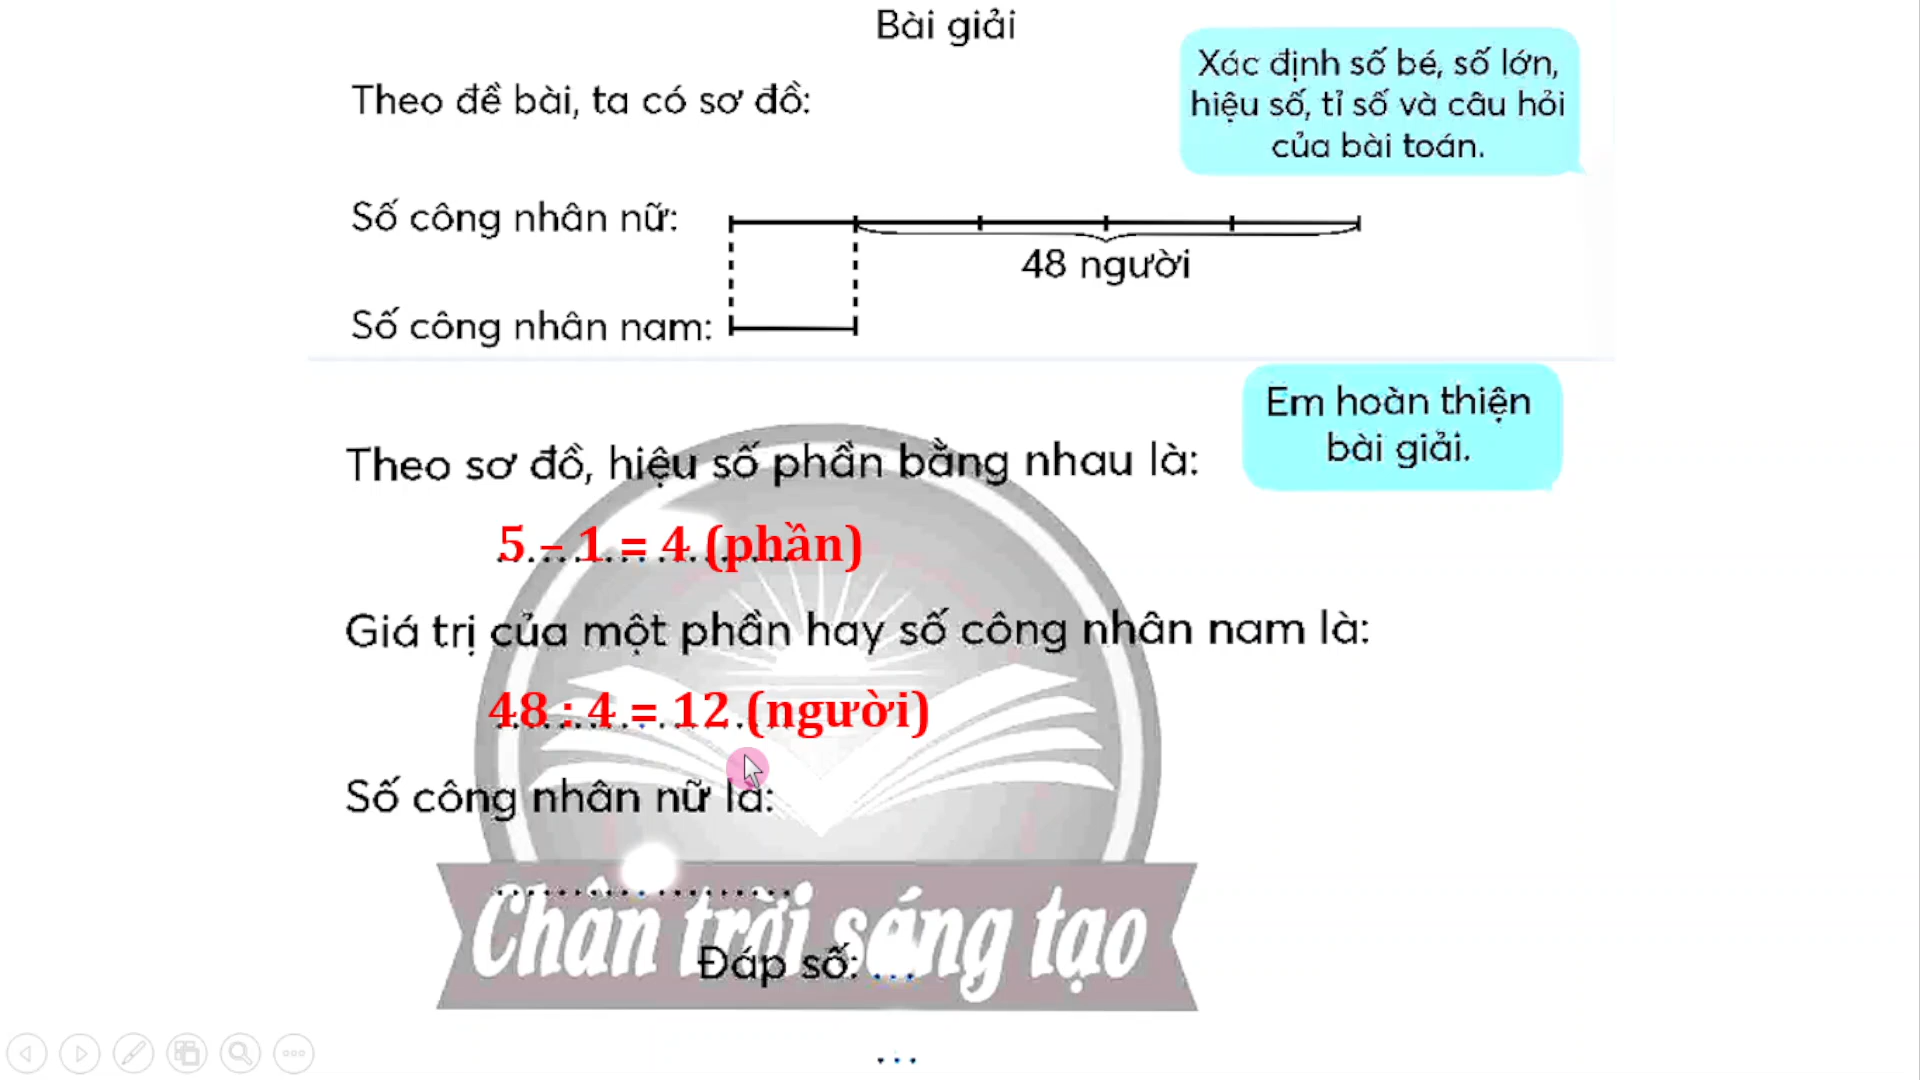 Bài giải
Xác định số bé, số lớn,
hiệu số, tỉ số và câu hỏi
của bài toán.
Theo đề bài, ta có sơ đồ:
Số công nhân nữ:
48 người
Số công nhân nam:
Em hoàn thiện
bài giải.
Theo sơ đồ, hiệu số phần bằng nhau là:
5 – 1 = 4 (phần)
Giá trị của một phần hay số công nhân nam là:
48 : 4 = 12 (người)
Số công nhân nữ là:
....................
Chân trời sáng tạo
Đáp số: ...
...